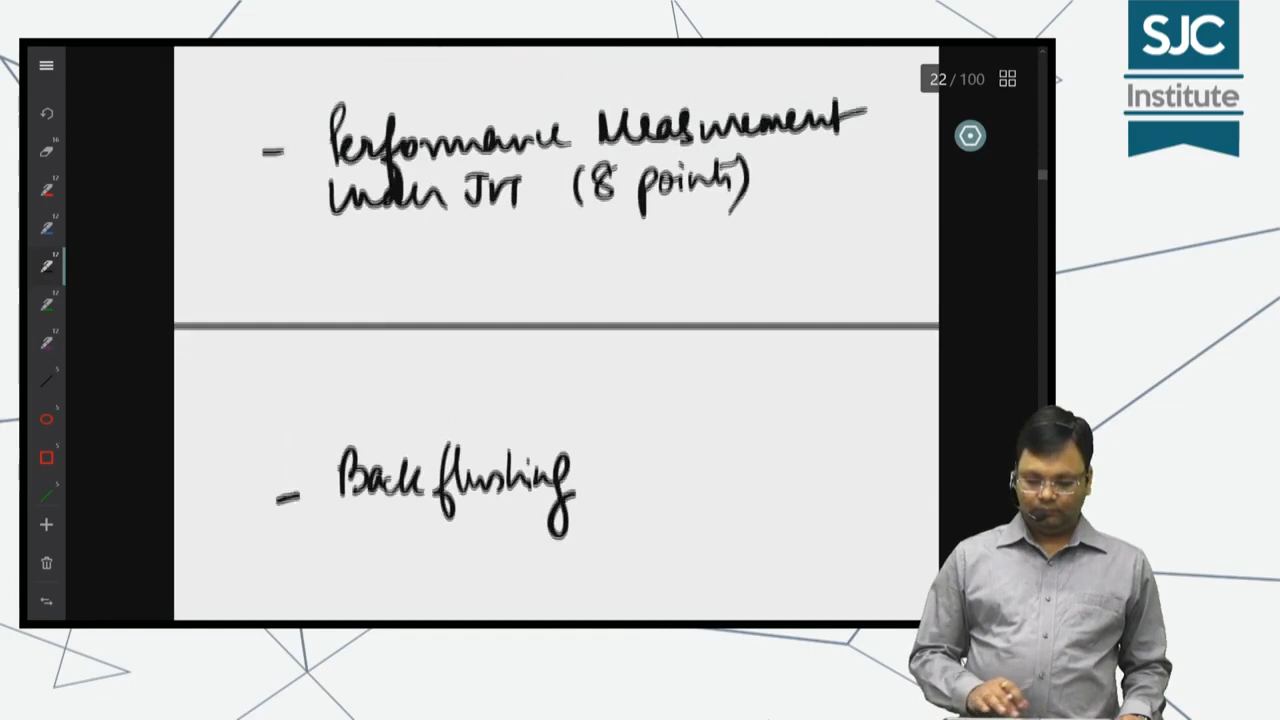 SJC
Institute
22 / 100
- Performance Measurement
under JIT (8 points)
- Back flushing